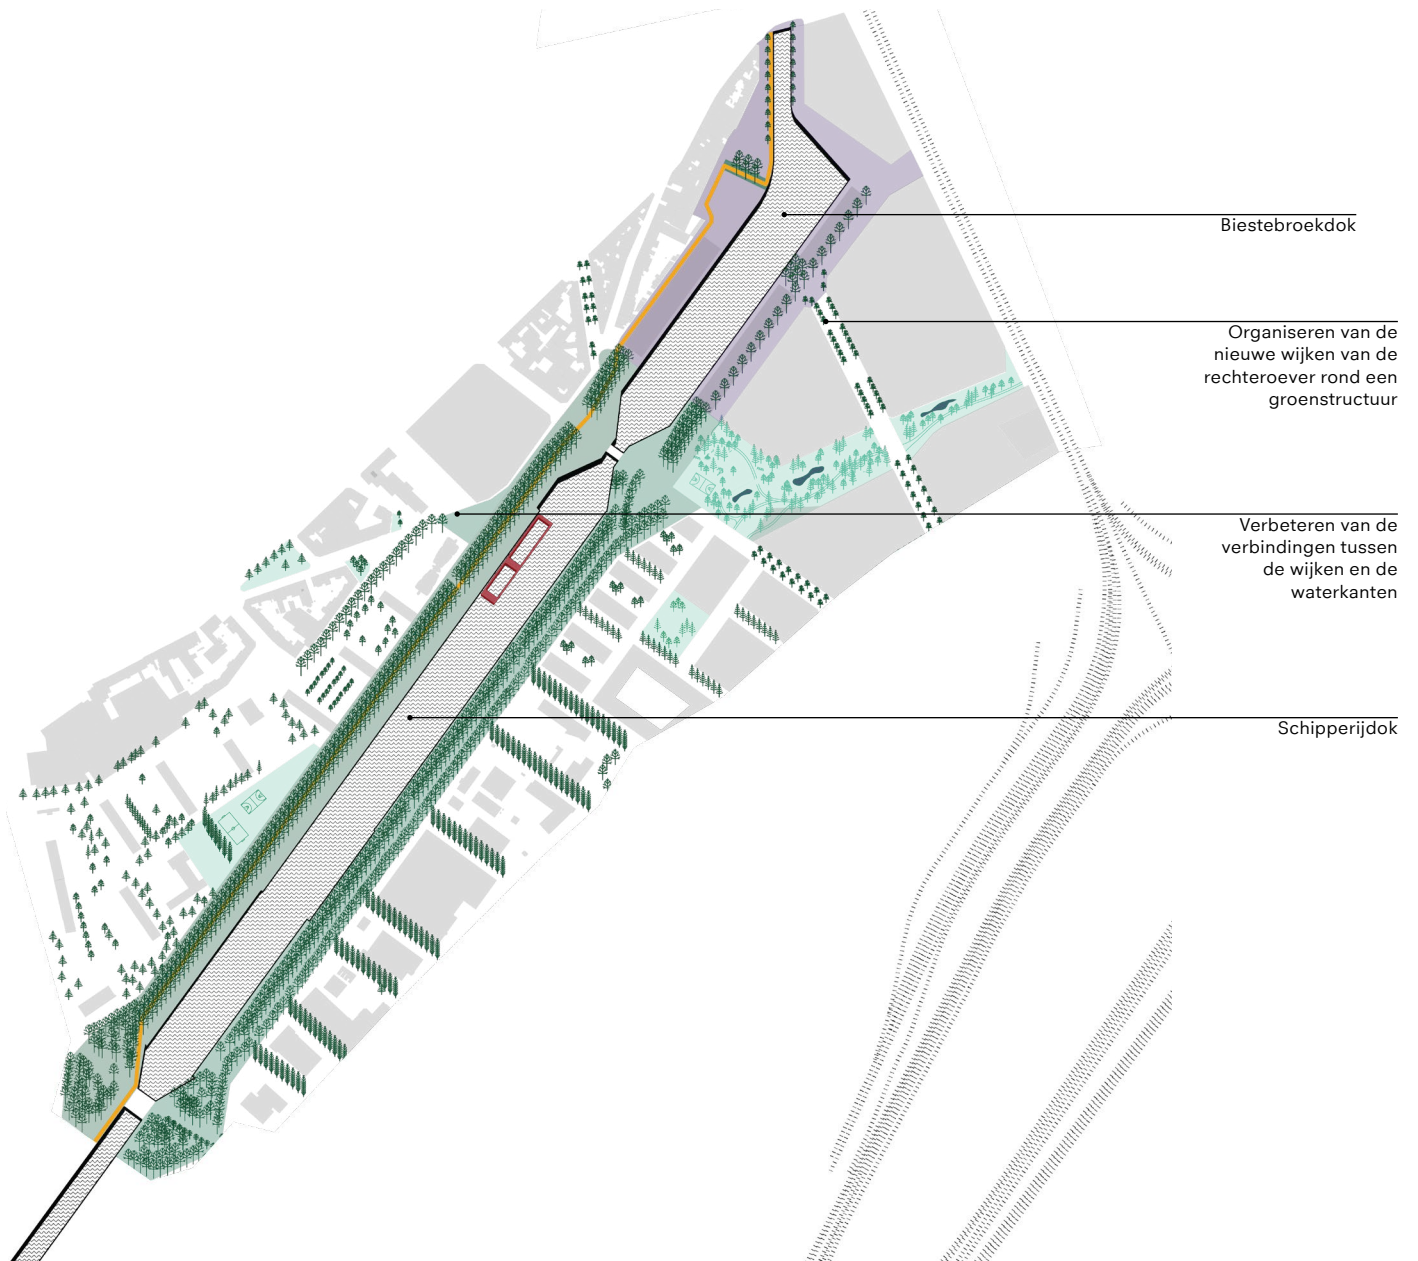 Biestebroekdok
Organiseren van de
nieuwe wijken van de
rechteroever rond een
groenstructuur
Verbeteren van de
verbindingen tussen
de wijken en de
waterkanten
Schipperijdok